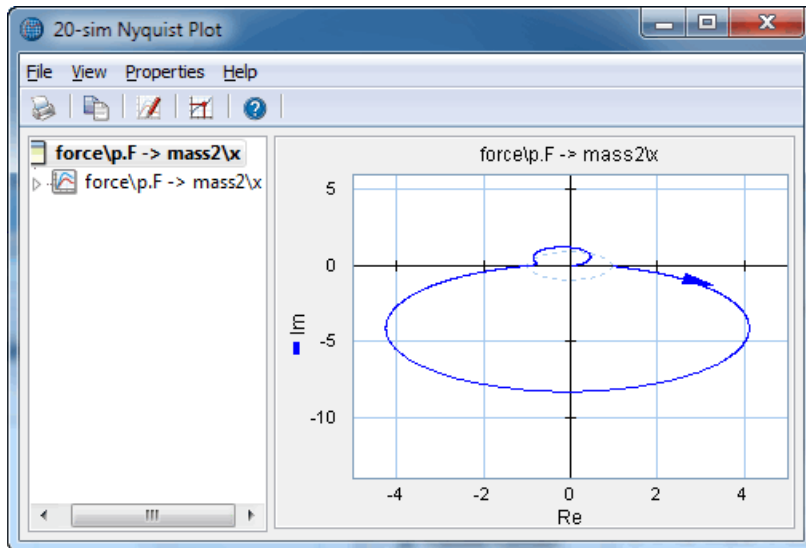 20-sim Nyquist Plot
File View Properties Help
force\p.F -> mass2\x
force\p.F -> mass2\x
force\p.F -> mass2\x
5
0
-5
-10
Im
-4 -2 0 2 4
Re